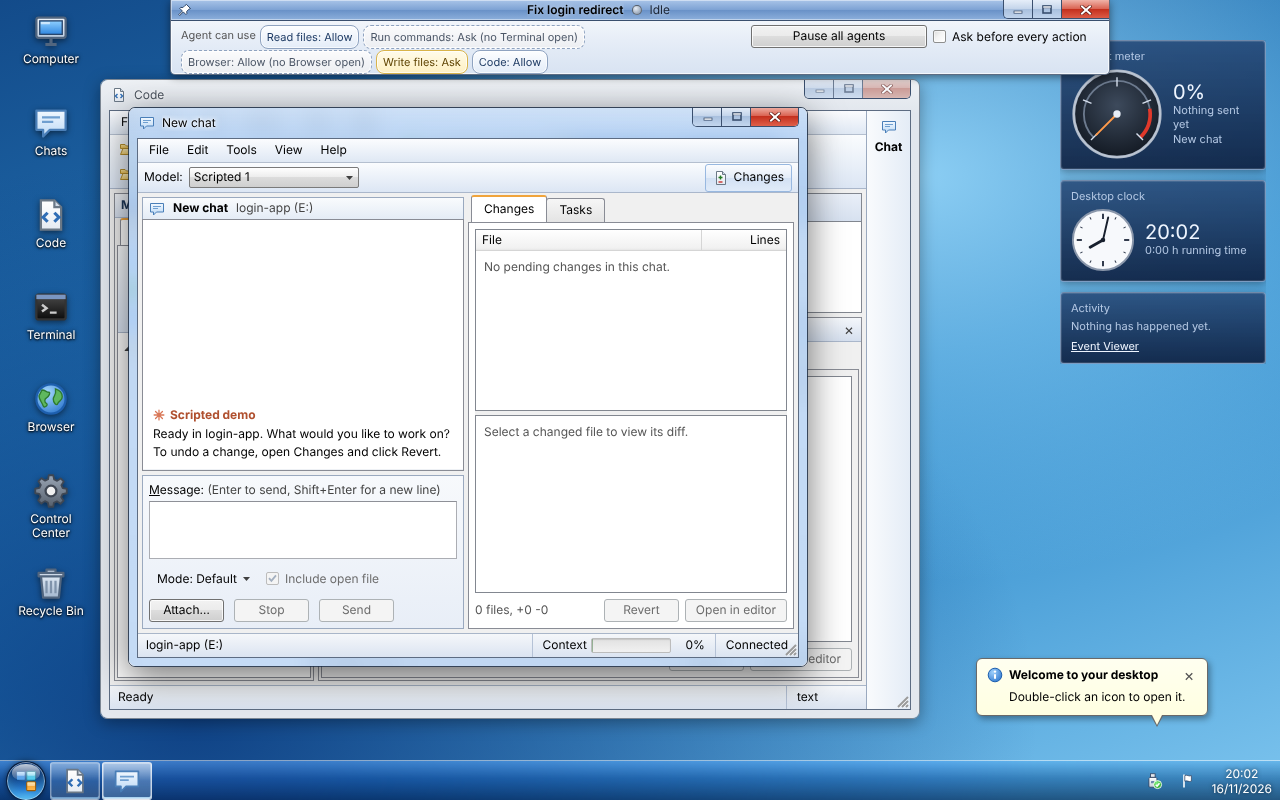 Fix login redirect Idle
Agent can use Read files: Allow Run commands: Ask (no Terminal open)
Browser: Allow (no Browser open) Write files: Ask Code: Allow
Pause all agents Ask before every action
Computer
Chats
Code
Terminal
Browser
Control
Center
Recycle Bin
Code
New chat
File Edit Tools View Help
Model: Scripted 1 Changes
New chat login-app (E:)
Scripted demo
Ready in login-app. What would you like to work on?
To undo a change, open Changes and click Revert.
Message: (Enter to send, Shift+Enter for a new line)
Mode: Default Include open file
Attach... Stop Send
Changes Tasks
File Lines
No pending changes in this chat.
Select a changed file to view its diff.
0 files, +0 -0 Revert Open in editor
login-app (E:) Context 0% Connected
Chat
editor
Ready text
meter
0%
Nothing sent
yet
New chat
Desktop clock
20:02
0:00 h running time
Activity
Nothing has happened yet.
Event Viewer
Welcome to your desktop
Double-click an icon to open it.
20:02
16/11/2026